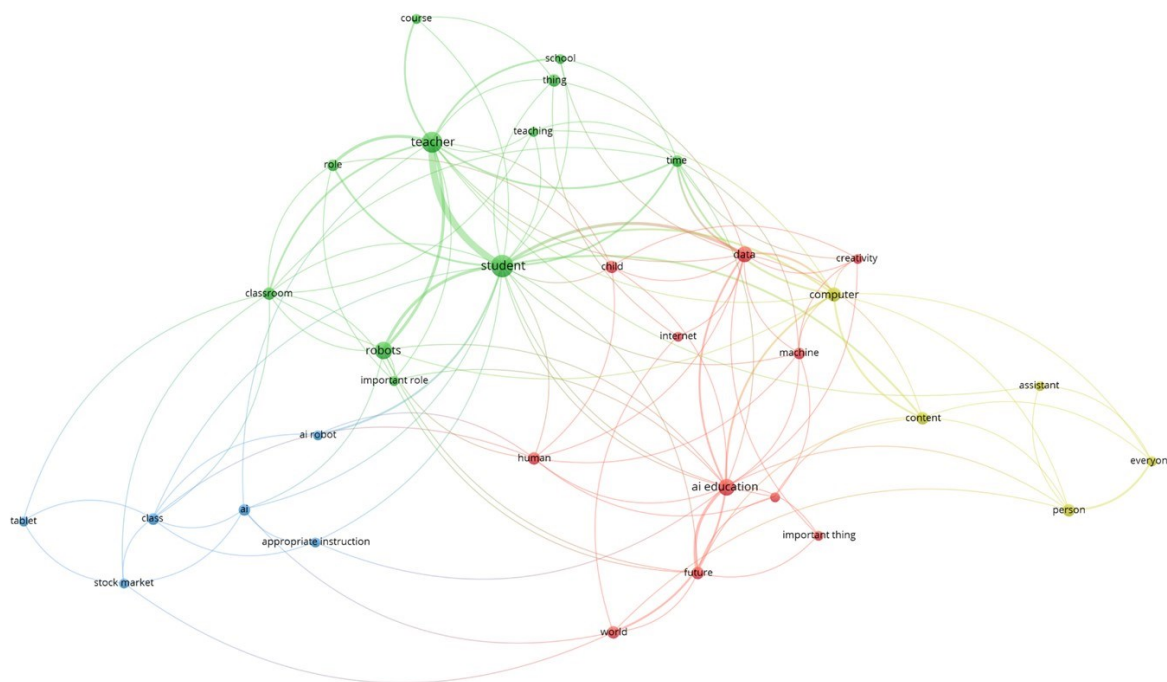 course
school
thing
teaching
teacher
role
time
student
child
data
creativity
classroom
computer
internet
machine
robots
important role
assistant
content
ai robot
human
everyon
ai education
tablet
class
ai
person
appropriate instruction
important thing
stock market
future
world